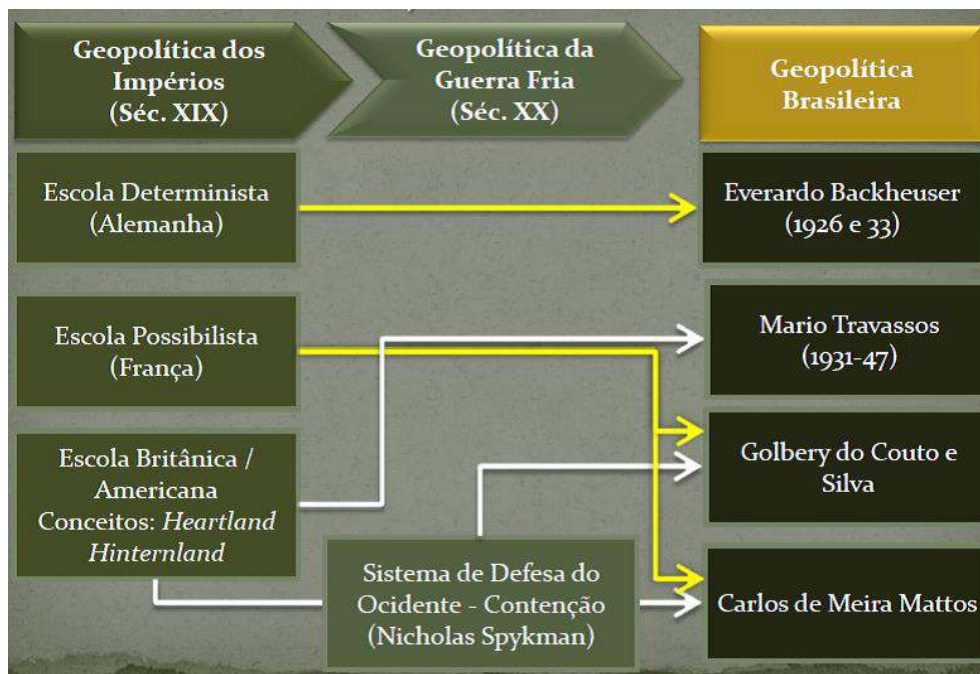 Geopolítica dos
Impérios
(Séc. XIX)
Geopolítica da
Guerra Fria
(Séc. XX)
Geopolítica
Brasileira
Escola Determinista
(Alemanha)
Everardo Backheuser
(1926 e 33)
Escola Possibilista
(França)
Mario Travassos
(1931-47)
Escola Britânica /
Americana
Conceitos: Heartland
Hinternland
Golbery do Couto e
Silva
Sistema de Defesa do
Ocidente - Contenção
(Nicholas Spykman)
Carlos de Meira Mattos